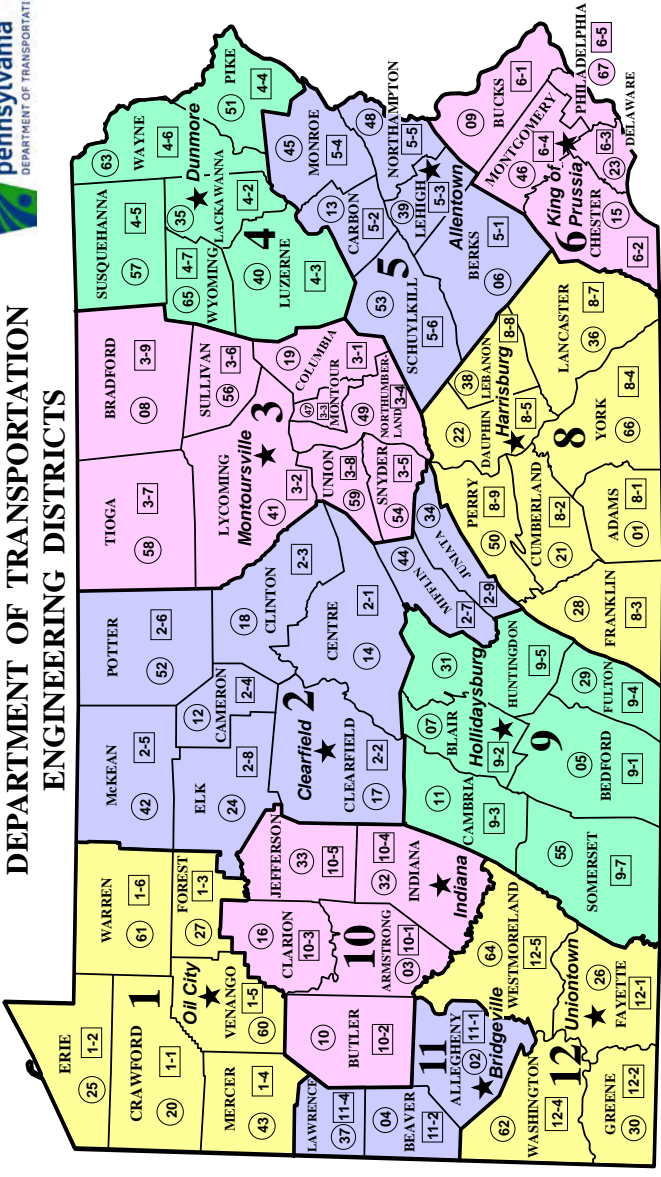 pennsylvania
DEPARTMENT OF TRANSPORTATI
DEPARTMENT OF TRANSPORTATION
ENGINEERING DISTRICTS
ERIE
25
1-2
CRAWFORD
20
1-1
1
MERCER
43
1-4
VENANGO
60
1-5
Oil City
WARREN
61
1-6
FOREST
27
1-3
McKEAN
42
2-5
POTTER
52
2-6
ELK
24
2-8
CAMERON
12
2-4
CLINTON
18
2-3
CENTRE
14
2-1
Clearfield
2
CLEARFIELD
17
2-2
MIFFLIN
44
2-7
JUNIATA
34
2-9
TIOGA
58
3-7
BRADFORD
08
3-9
SULLIVAN
56
3-6
LYCOMING
Montoursville
41
3-2
3
COLUMBIA
19
3-1
MONTOUR
47
3-3
NORTHUMBER-
LAND
49
3-4
UNION
59
3-8
SNYDER
54
3-5
SUSQUEHANNA
57
4-5
WAYNE
63
4-6
WYOMING
65
4-7
LACKAWANNA
35
4-2
Dunmore
PIKE
51
4-4
4
LUZERNE
40
4-3
MONROE
45
5-4
CARBON
13
5-2
NORTHAMPTON
48
5-5
LEHIGH
39
5-3
Allentown
5
SCHUYLKILL
53
5-6
BERKS
06
5-1
BUCKS
09
6-1
MONTGOMERY
46
6-4
PHILADELPHIA
67
6-5
DELAWARE
23
6-3
King of
Prussia
6
CHESTER
15
6-2
LANCASTER
36
8-7
LEBANON
38
8-8
DAUPHIN
22
8-5
Harrisburg
8
YORK
66
8-4
PERRY
50
8-9
CUMBERLAND
21
8-2
ADAMS
01
8-1
FRANKLIN
28
8-3
HUNTINGDON
31
9-5
BLAIR
07
9-2
Hollidaysburg
9
FULTON
29
9-4
BEDFORD
05
9-1
CAMBRIA
11
9-3
SOMERSET
55
9-7
JEFFERSON
33
10-5
INDIANA
32
10-4
Indiana
CLARION
16
10-3
10
ARMSTRONG
03
10-1
BUTLER
10
10-2
LAWRENCE
37
11-4
BEAVER
04
11-2
11
ALLEGHENY
02
11-1
Bridgeville
WESTMORELAND
64
12-5
WASHINGTON
62
12-4
12
Uniontown
FAYETTE
26
12-1
GREENE
30
12-2